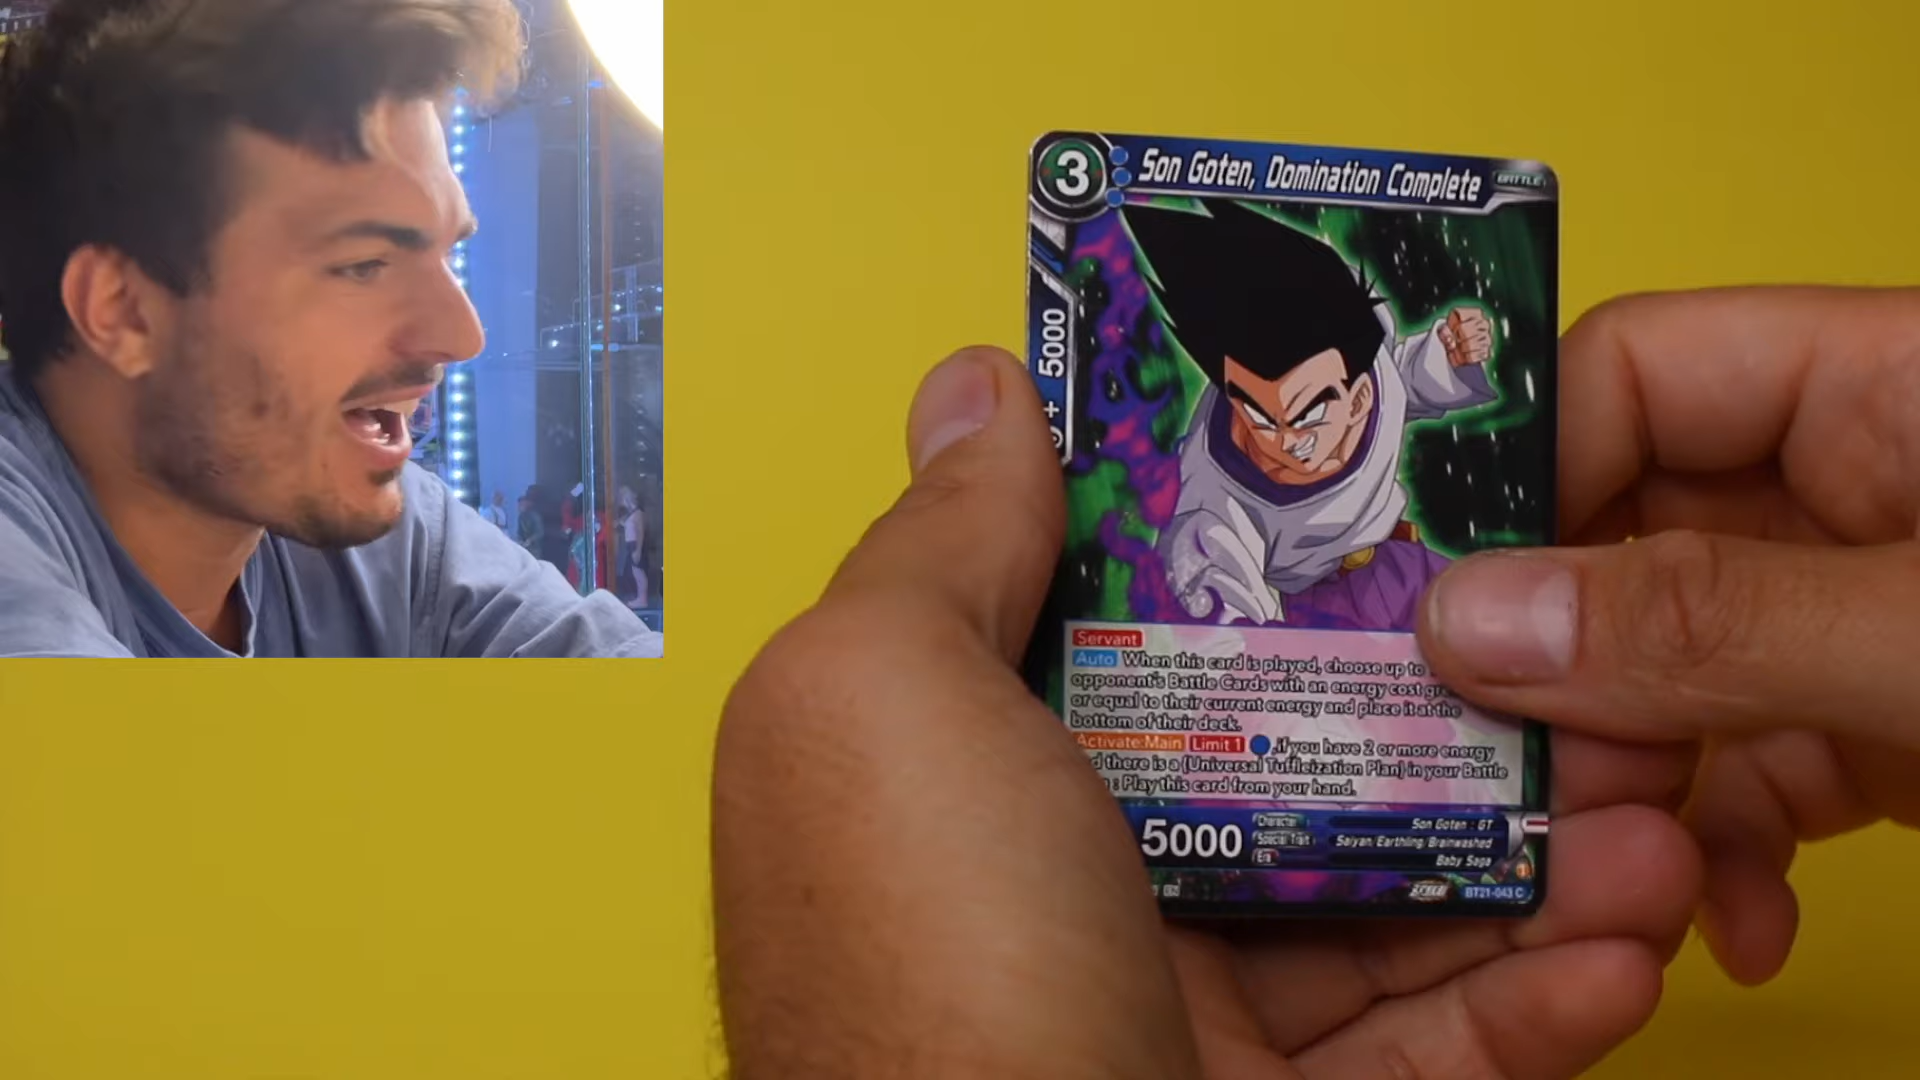 3
Son Goten, Domination Complete
BATTLE
5000
+
Servant
Auto When this card is played, choose up to
opponent's Battle Cards with an energy cost
or equal to their current energy and place it at the
bottom of their deck.
Activate:Main Limit 1 , if you have 2 or more energy
there is a {Universal Tuffleization Plan} in your Battle
: Play this card from your hand.
5000
Character
Son Goten : GT
Special Trait
Saiyan/Earthling/Brainwashed
Era
Baby Saga
EN
BT21-043 C